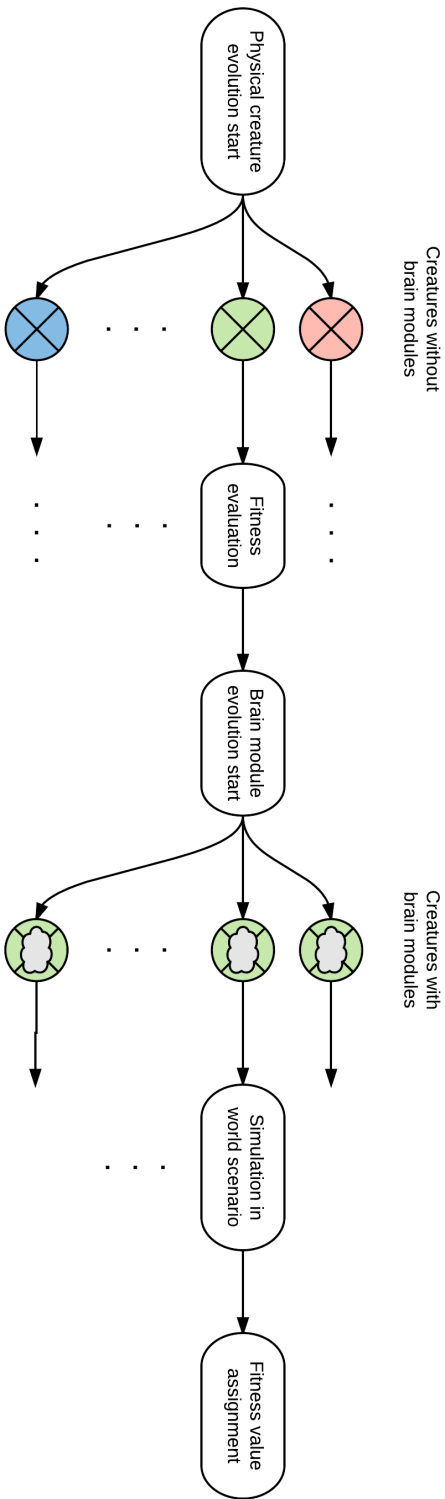 Creatures without
brain modules
Creatures with
brain modules
Physical creature
evolution start
Fitness
evaluation
Brain module
evolution start
Simulation in
world scenario
Fitness value
assignment